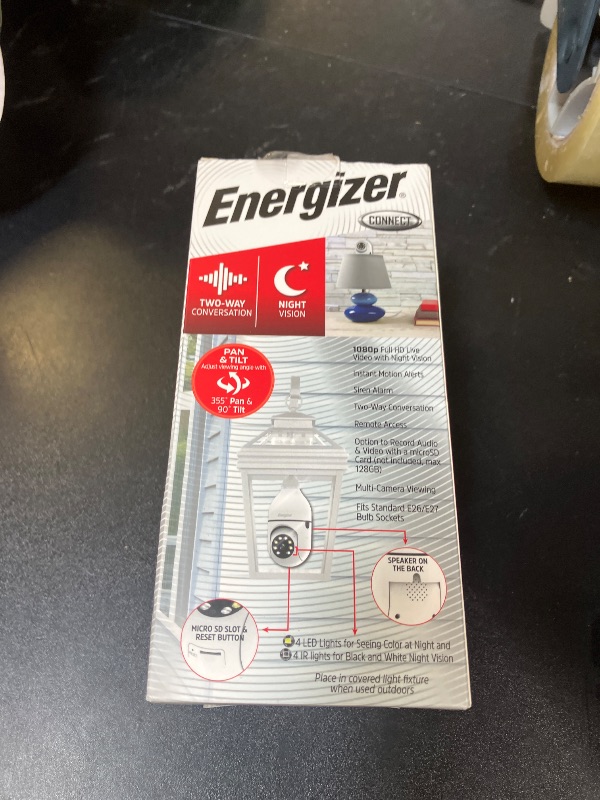 Energizer®
CONNECT
TWO-WAY
CONVERSATION
NIGHT
VISION
PAN
& TILT
Adjust viewing angle with
355° Pan &
90° Tilt
1080p Full HD Live
Video with Night Vision
Instant Motion Alerts
Siren Alarm
Two-Way Conversation
Remote Access
Option to Record Audio
& Video with a microSD
Card (not included, max
128GB)
Multi-Camera Viewing
Fits Standard E26/E27
Bulb Sockets
SPEAKER ON
THE BACK
MICRO SD SLOT &
RESET BUTTON
4 LED Lights for Seeing Color at Night and
4 IR lights for Black and White Night Vision
Place in covered light fixture
when used outdoors